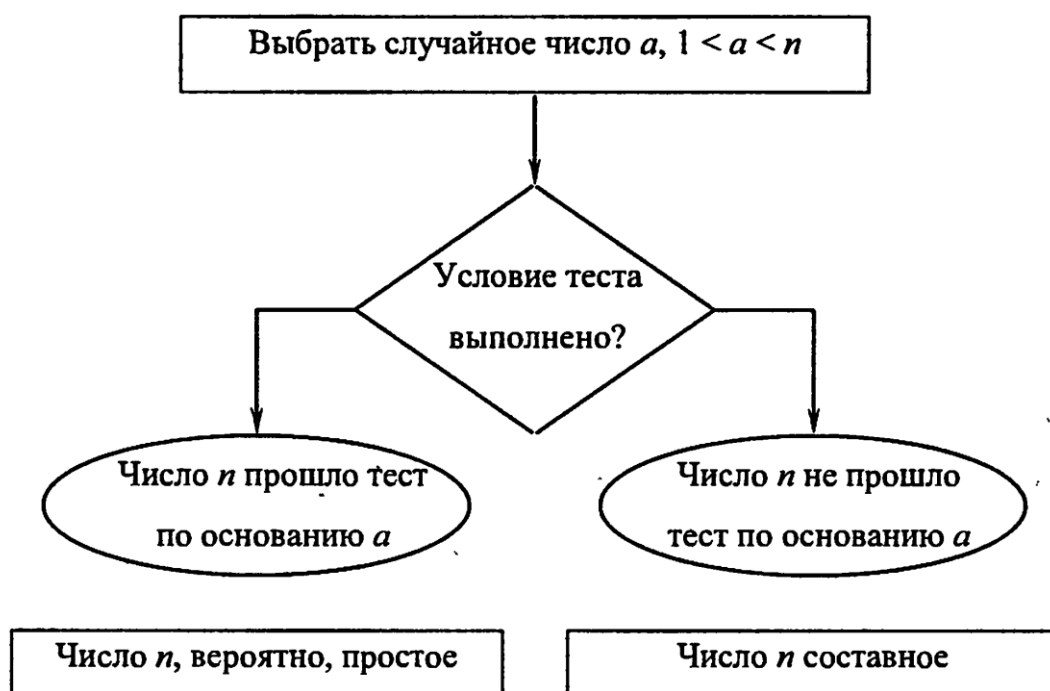 Выбрать случайное число a, 1 < a < n
Условие теста
выполнено?
Число n прошло тест
по основанию a
Число n не прошло
тест по основанию a
Число n, вероятно, простое
Число n составное